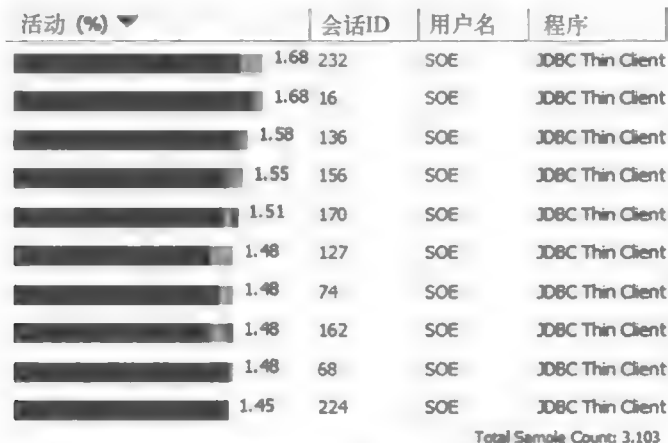 活动 (%) 会话ID 用户名 程序
1.68 232 SOE JDBC Thin Client
1.68 16 SOE JDBC Thin Client
1.58 136 SOE JDBC Thin Client
1.55 156 SOE JDBC Thin Client
1.51 170 SOE JDBC Thin Client
1.48 127 SOE JDBC Thin Client
1.48 74 SOE JDBC Thin Client
1.48 162 SOE JDBC Thin Client
1.48 68 SOE JDBC Thin Client
1.45 224 SOE JDBC Thin Client
Total Sample Count: 3,103